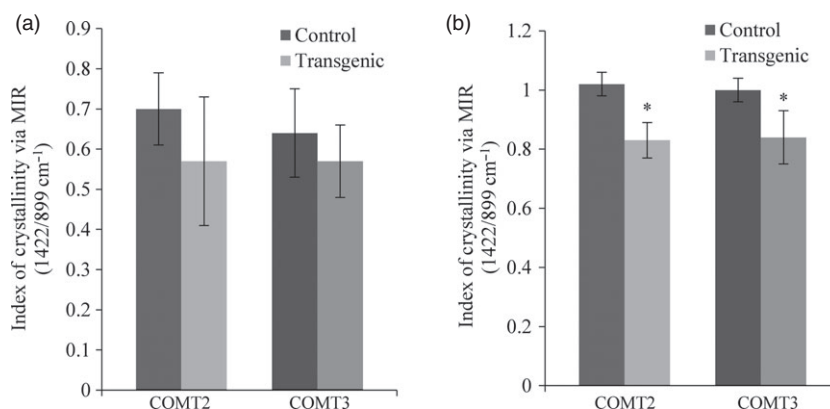 (a)
Control
Transgenic
Index of crystallinity via MIR
(1422/899 cm⁻¹)
0.9
0.8
0.7
0.6
0.5
0.4
0.3
0.2
0.1
0
COMT2 COMT3
(b)
Control
Transgenic
Index of crystallinity via MIR
(1422/899 cm⁻¹)
1.2
1
0.8
0.6
0.4
0.2
0
* *
COMT2 COMT3